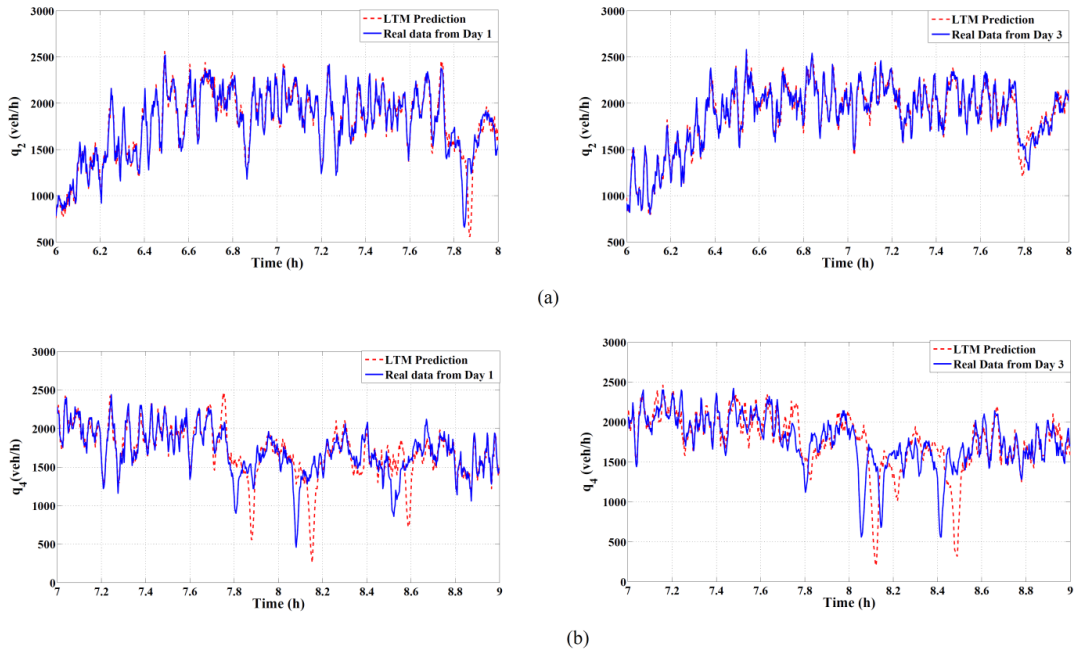 LTM Prediction
Real data from Day 1
3000
2500
2000
1500
1000
500
q2 (veh/h)
6 6.2 6.4 6.6 6.8 7 7.2 7.4 7.6 7.8 8
Time (h)
LTM Prediction
Real data from Day 3
3000
2500
2000
1500
1000
500
q2 (veh/h)
6 6.2 6.4 6.6 6.8 7 7.2 7.4 7.6 7.8 8
Time (h)
(a)
LTM Prediction
Real data from Day 1
3000
2500
2000
1500
1000
500
0
q4(veh/h)
7 7.2 7.4 7.6 7.8 8 8.2 8.4 8.6 8.8 9
Time (h)
LTM Prediction
Real data from Day 3
3000
2500
2000
1500
1000
500
0
q4 (veh/h)
7 7.2 7.4 7.6 7.8 8 8.2 8.4 8.6 8.8 9
Time (h)
(b)